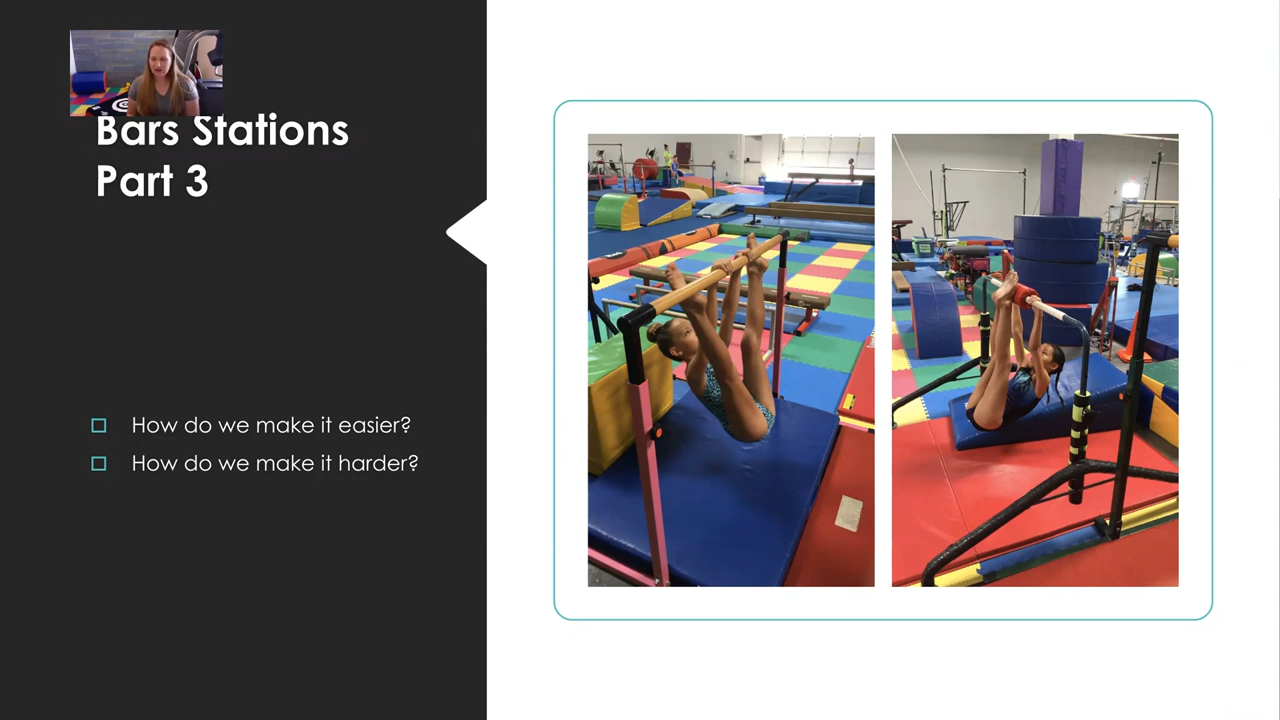 Bars Stations
Part 3
How do we make it easier?
How do we make it harder?